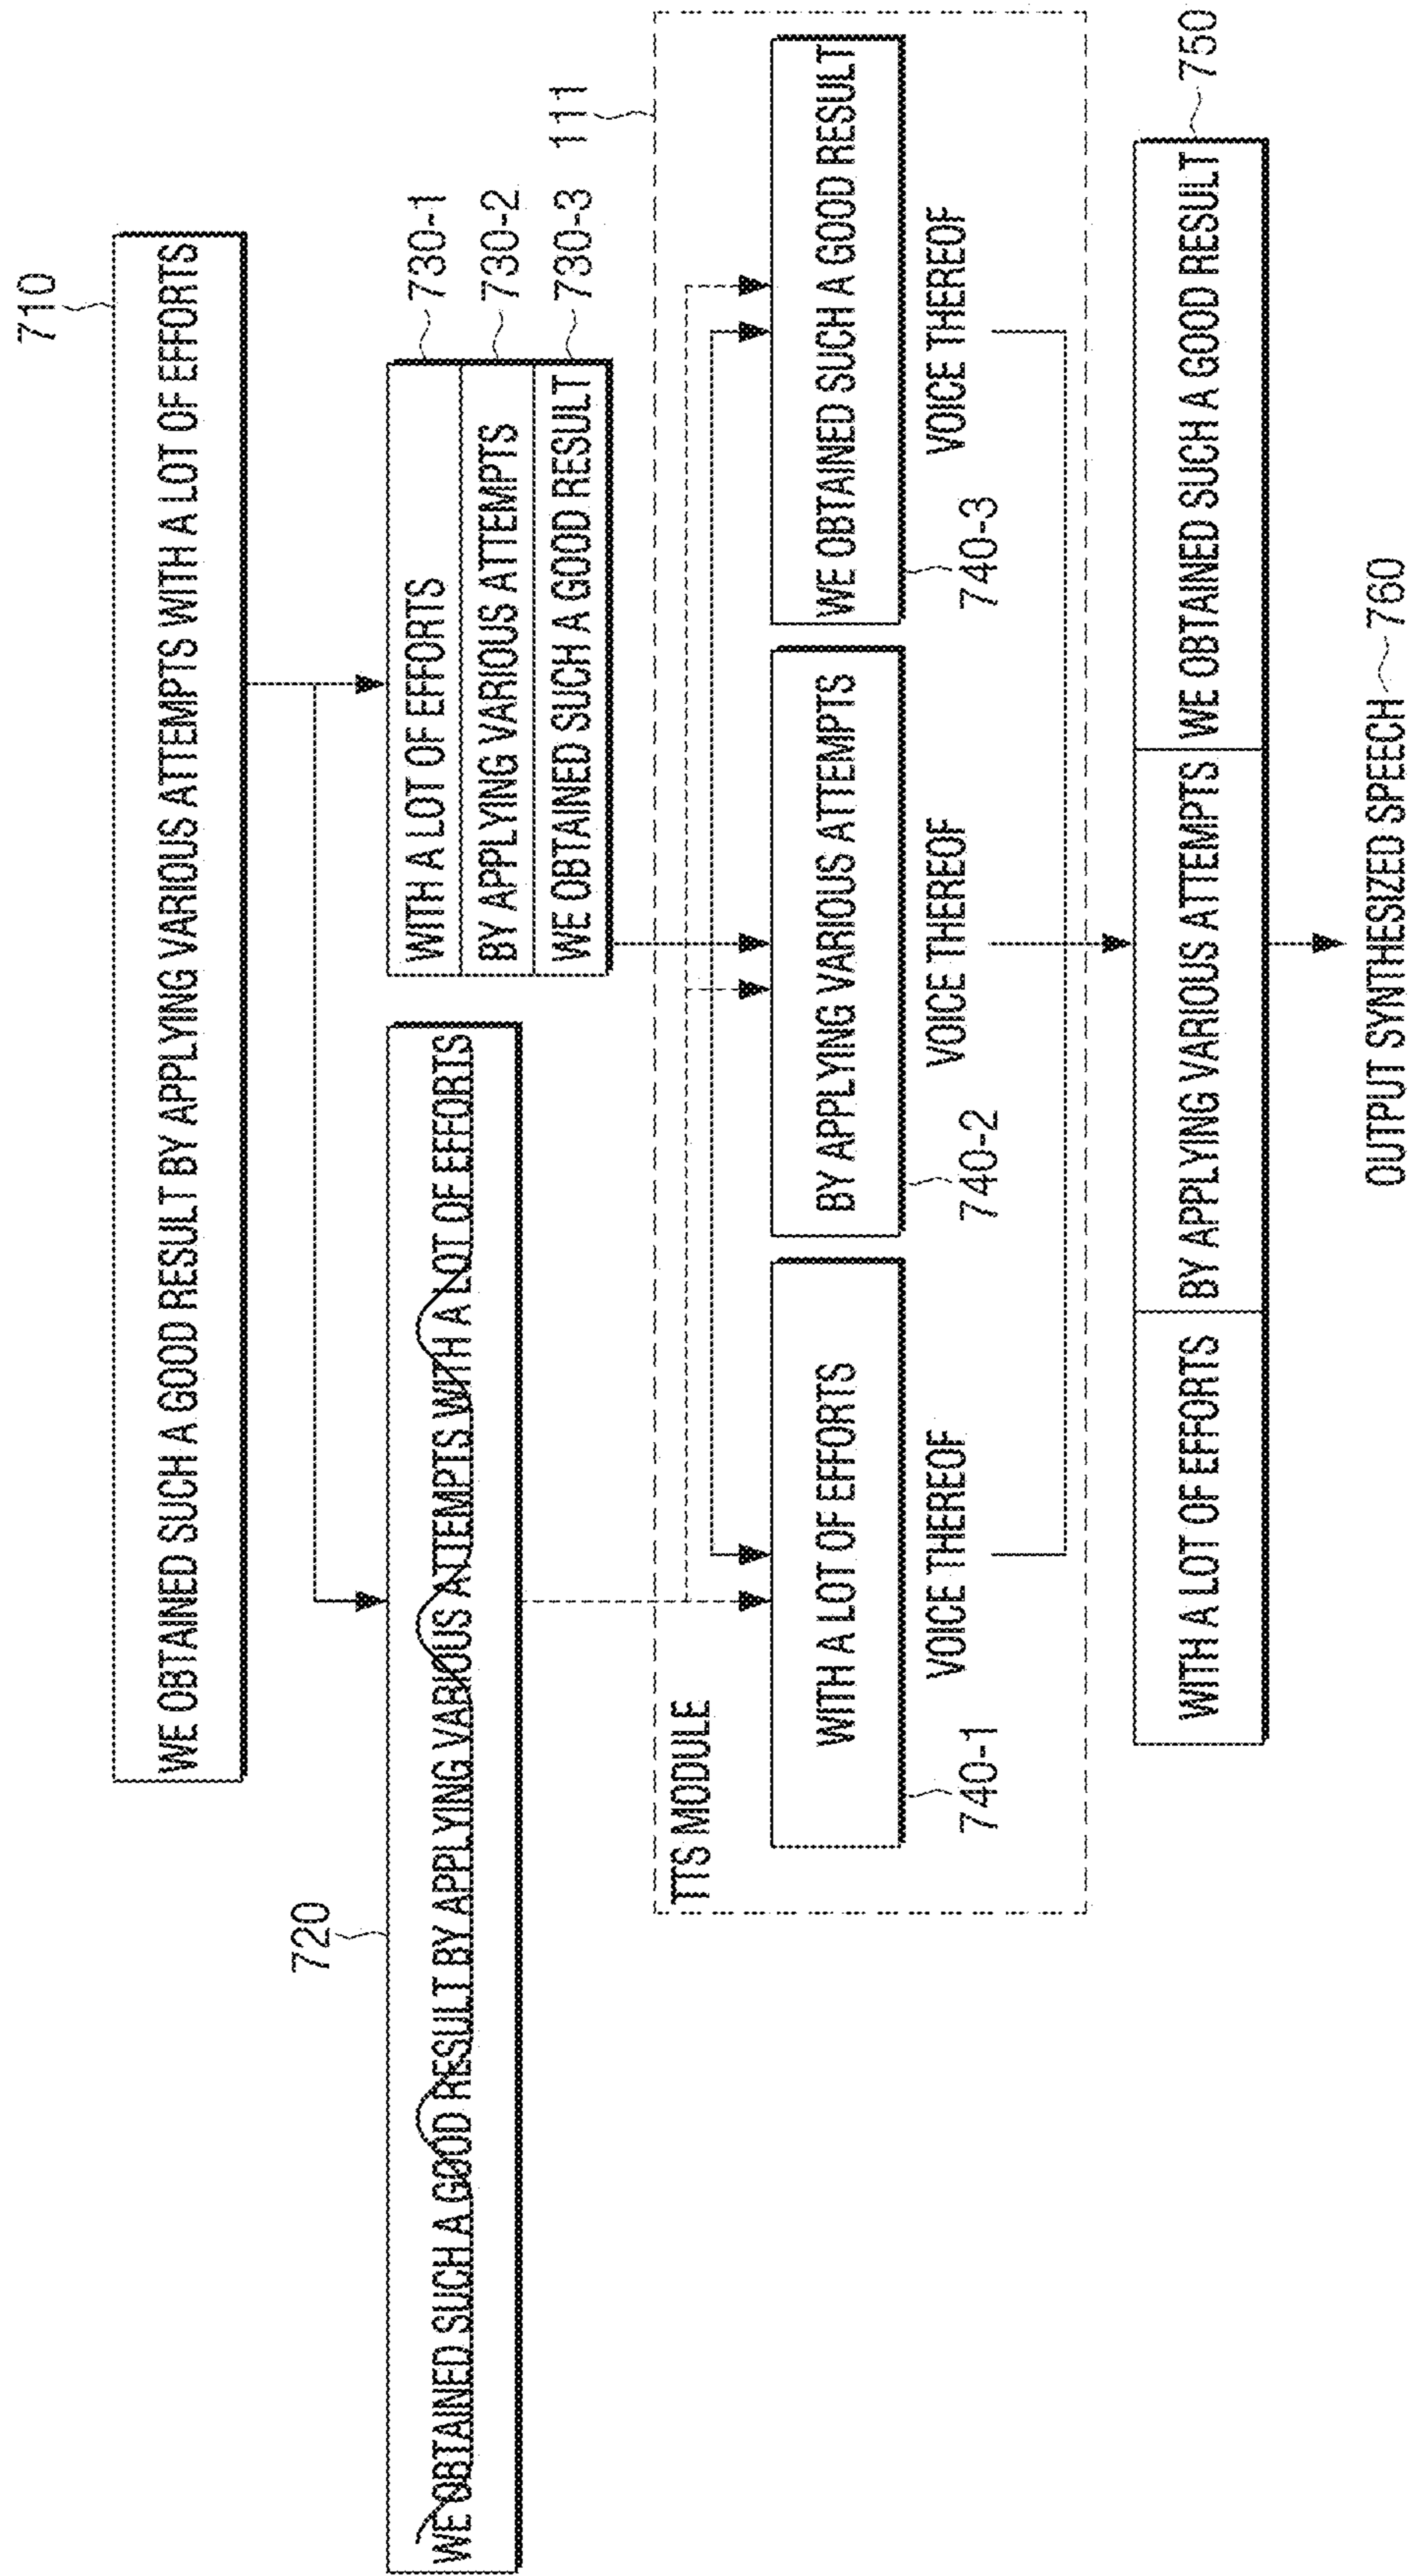 710
WE OBTAINED SUCH A GOOD RESULT BY APPLYING VARIOUS ATTEMPTS WITH A LOT OF EFFORTS
720
WE OBTAINED SUCH A GOOD RESULT BY APPLYING VARIOUS ATTEMPTS WITH A LOT OF EFFORTS
WITH A LOT OF EFFORTS 730-1
BY APPLYING VARIOUS ATTEMPTS 730-2
WE OBTAINED SUCH A GOOD RESULT 730-3
111
TTS MODULE
WITH A LOT OF EFFORTS
BY APPLYING VARIOUS ATTEMPTS
WE OBTAINED SUCH A GOOD RESULT
740-1 VOICE THEREOF
740-2 VOICE THEREOF
740-3 VOICE THEREOF
WITH A LOT OF EFFORTS
BY APPLYING VARIOUS ATTEMPTS
WE OBTAINED SUCH A GOOD RESULT
750
OUTPUT SYNTHESIZED SPEECH 760